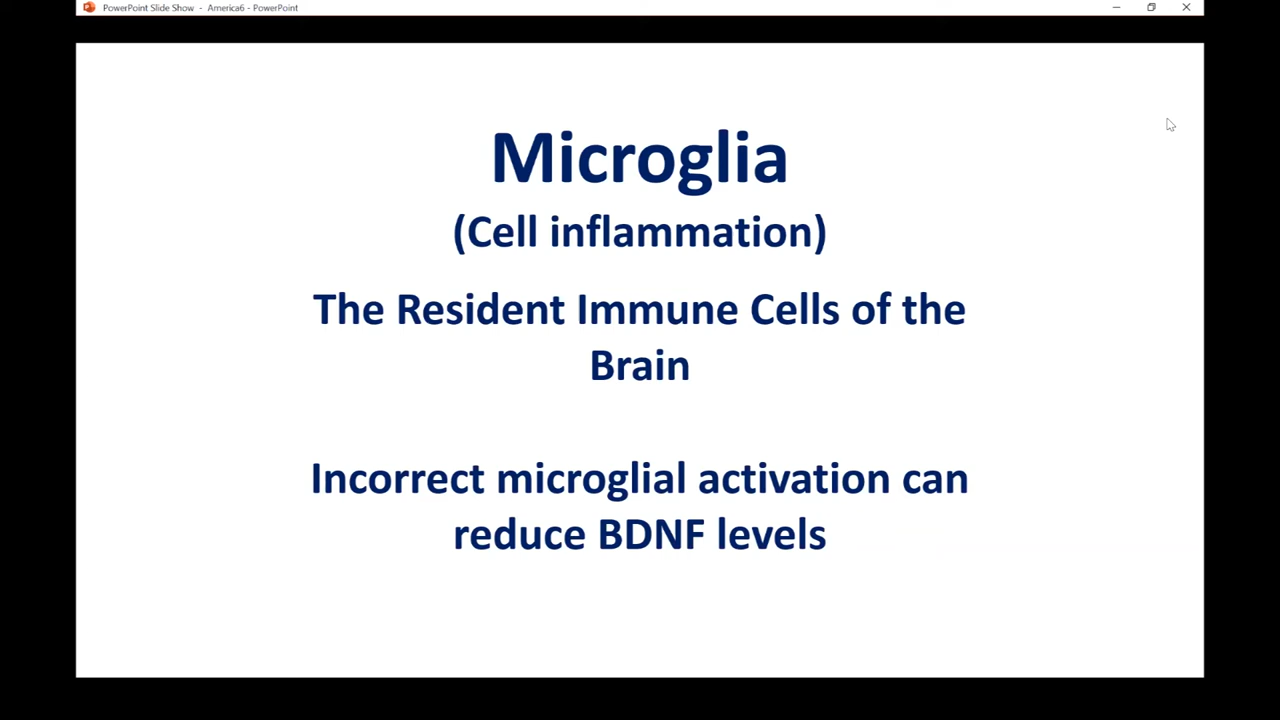 PowerPoint Slide Show - America6 - PowerPoint
Microglia
(Cell inflammation)
The Resident Immune Cells of the
Brain
Incorrect microglial activation can
reduce BDNF levels